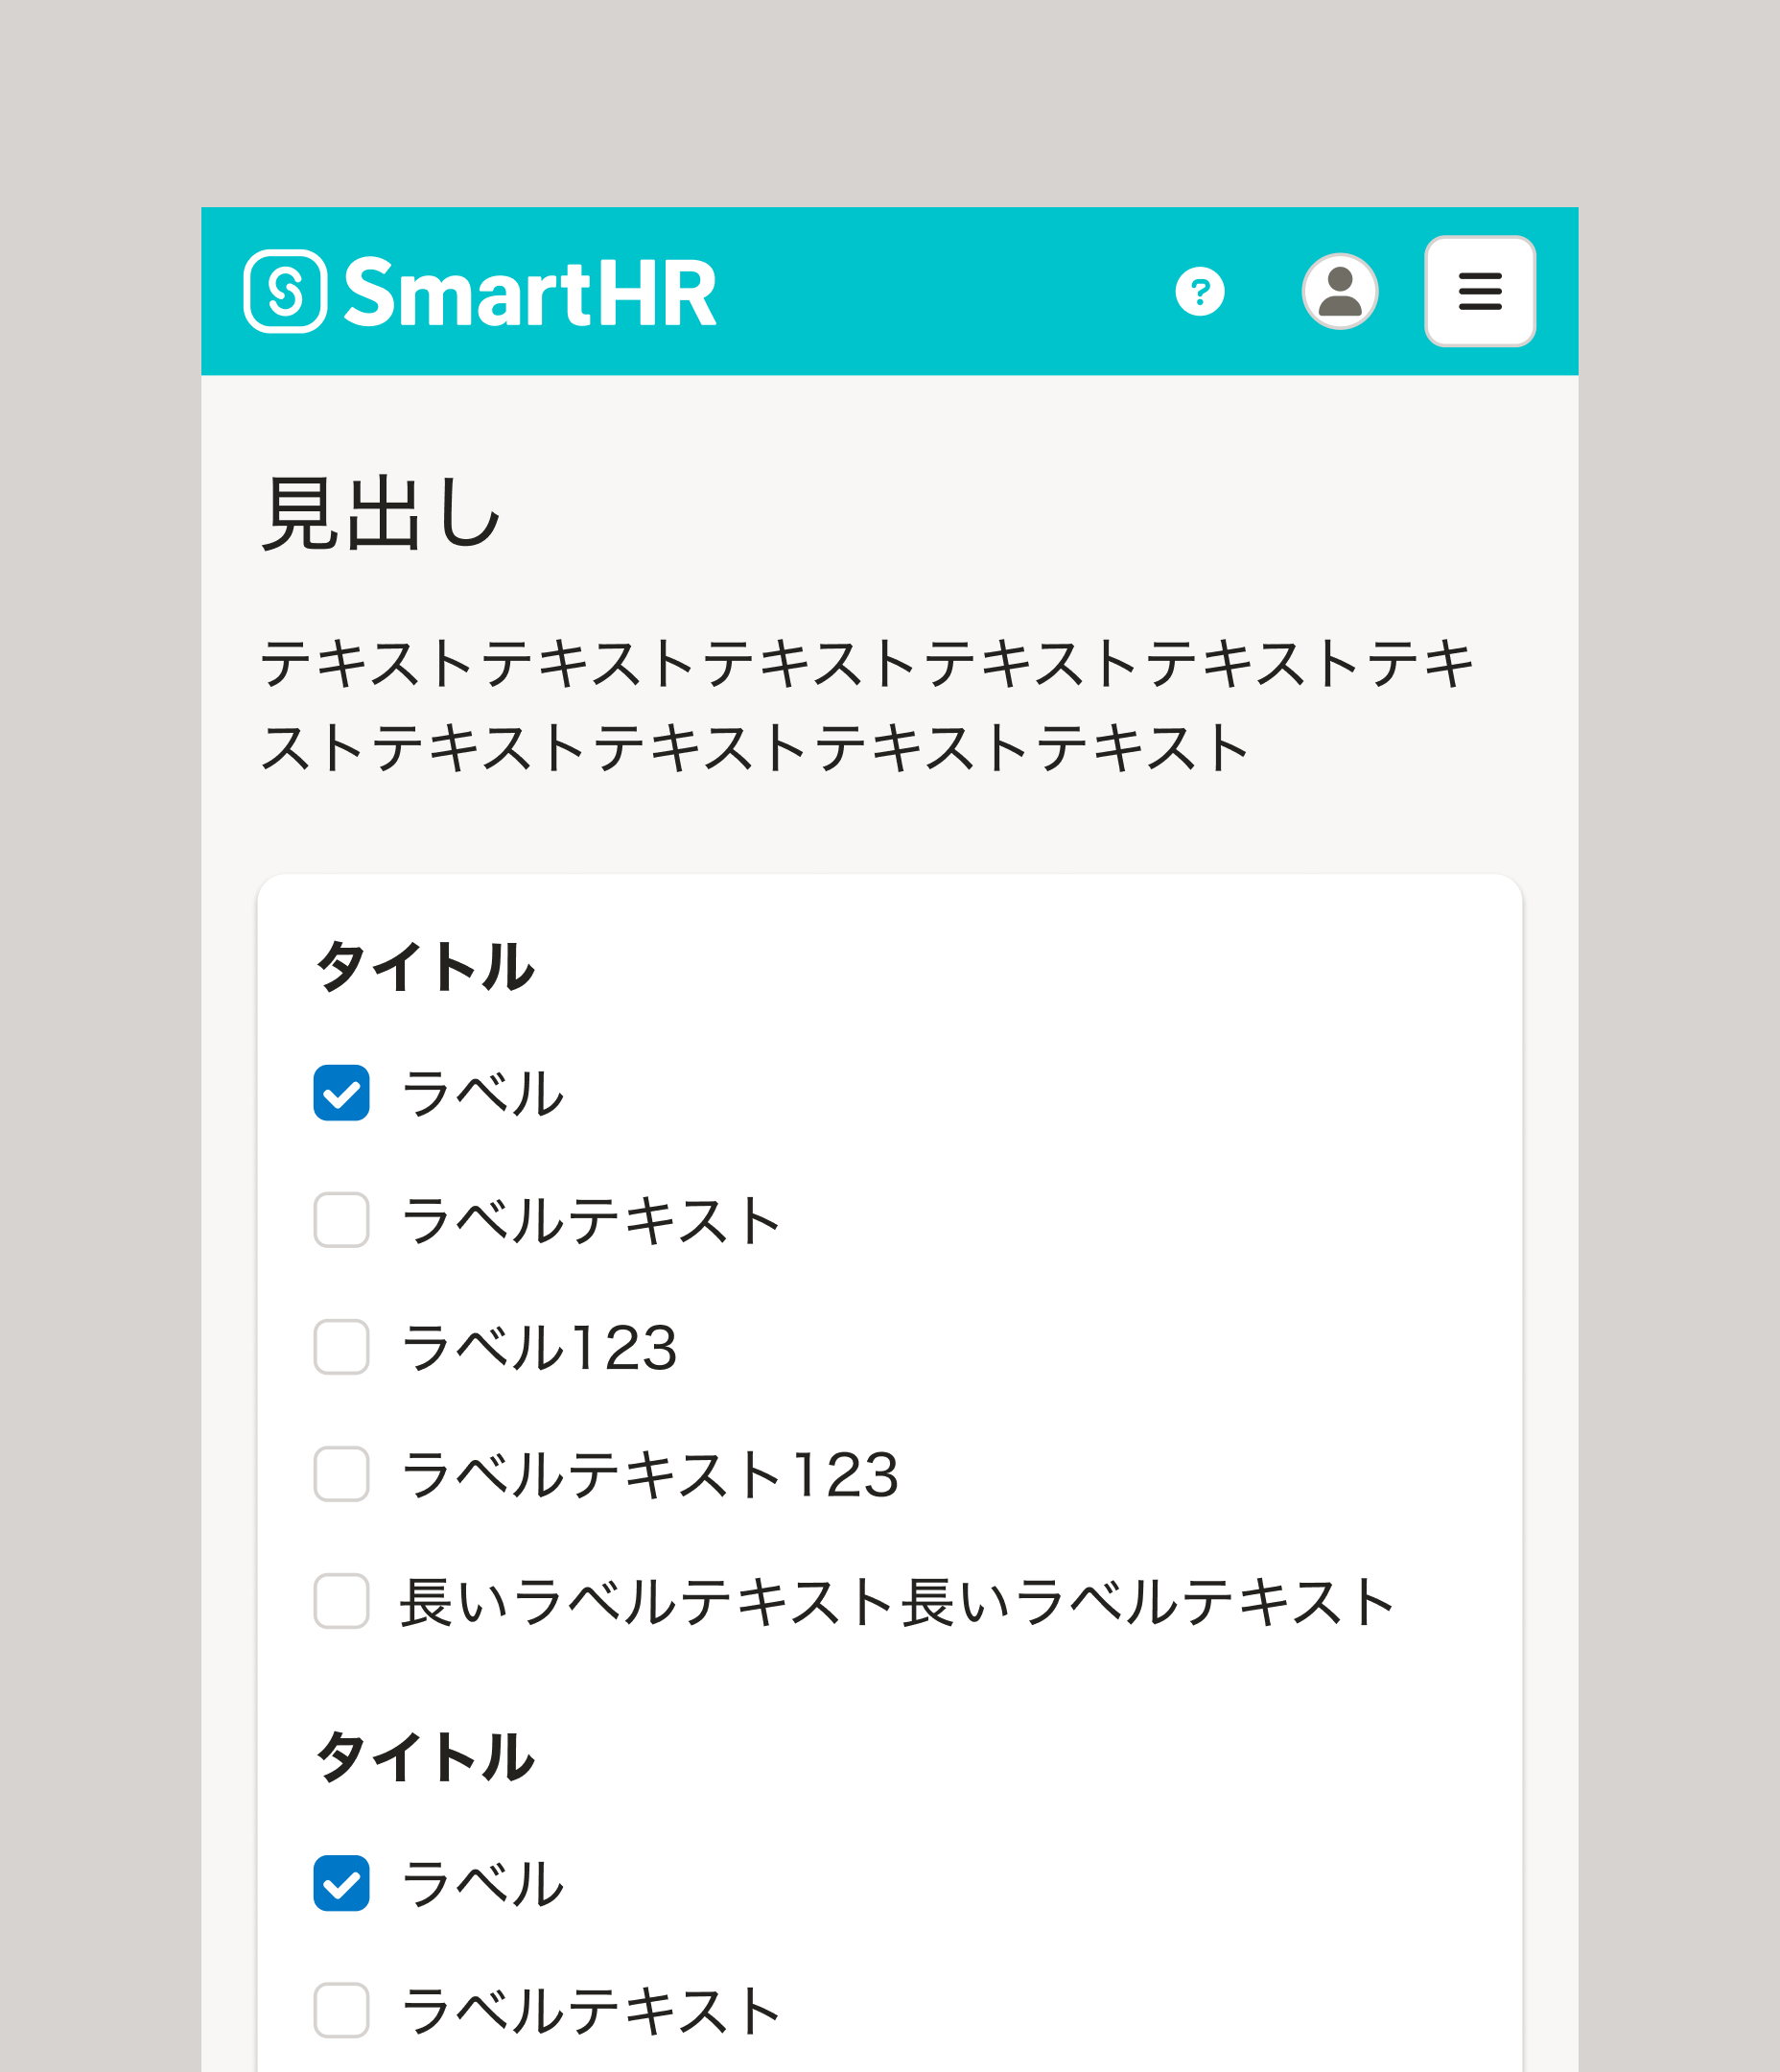 SmartHR
見出し
テキストテキストテキストテキストテキストテキ
ストテキストテキストテキストテキスト
タイトル
ラベル
ラベルテキスト
ラベル123
ラベルテキスト123
長いラベルテキスト長いラベルテキスト
タイトル
ラベル
ラベルテキスト